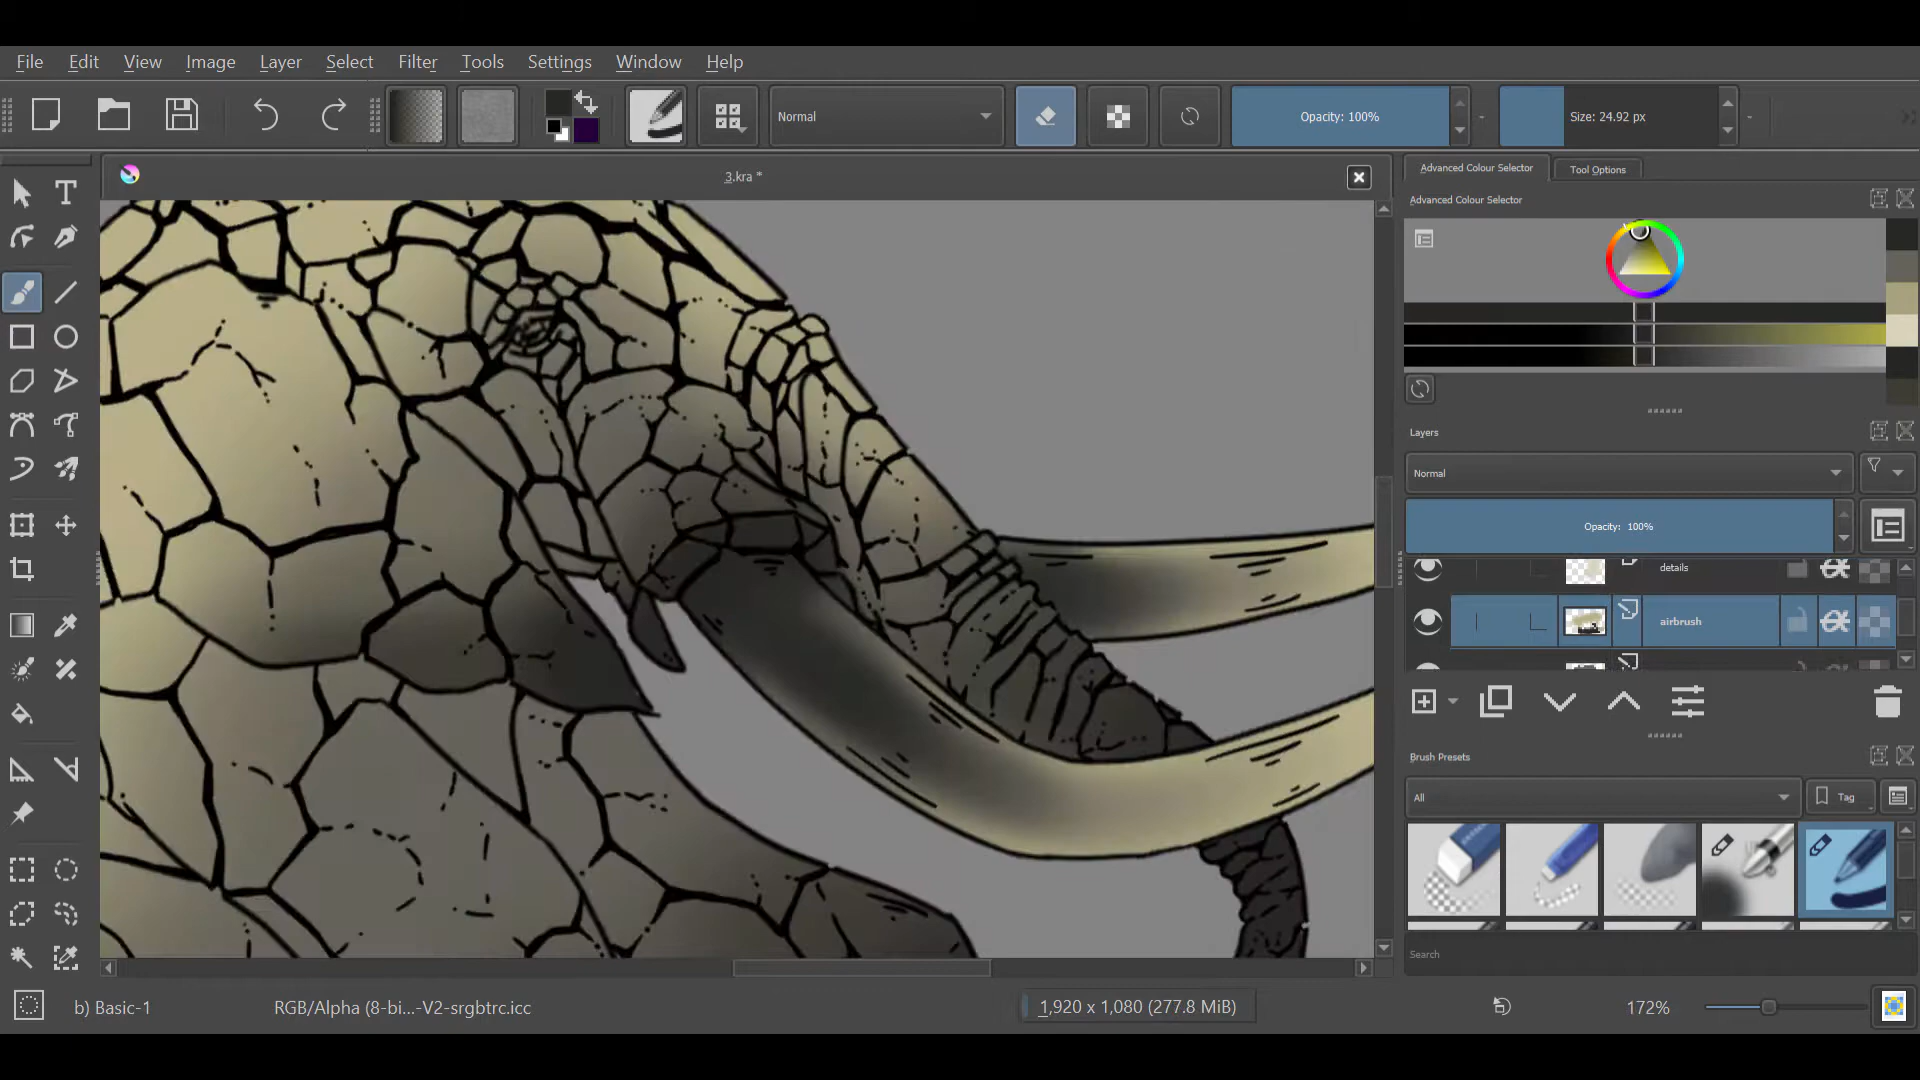 File Edit View Image Layer Select Filter Tools Settings Window Help
Normal
Opacity: 100%
Size: 24.92 px
3.kra *
Advanced Colour Selector
Tool Options
Advanced Colour Selector
Layers
Normal
Opacity: 100%
details
airbrush
Brush Presets
All
Tag
Search
b) Basic-1
RGB/Alpha (8-bi...-V2-srgbtrc.icc
1,920 x 1,080 (277.8 MiB)
172%